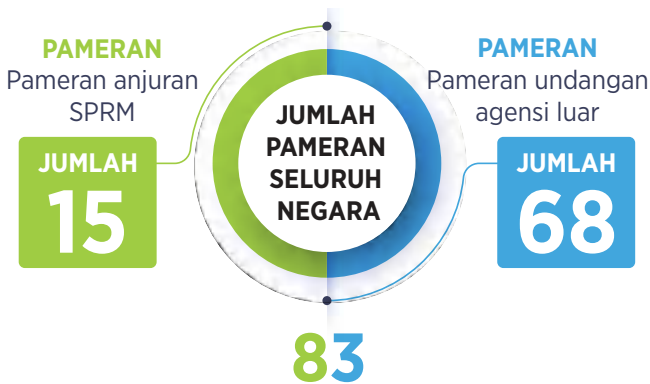 PAMERAN
Pameran anjuran
SPRM
JUMLAH
15
JUMLAH
PAMERAN
SELURUH
NEGARA
PAMERAN
Pameran undangan
agensi luar
JUMLAH
68
83